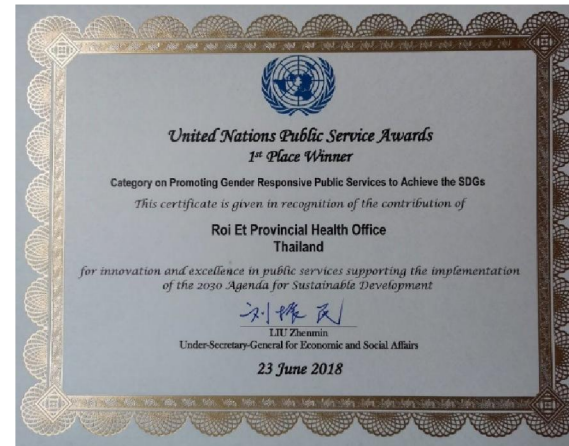 United Nations Public Service Awards
1st Place Winner
Category on Promoting Gender Responsive Public Services to Achieve the SDGs
This certificate is given in recognition of the contribution of
Roi Et Provincial Health Office
Thailand
for innovation and excellence in public services supporting the implementation
of the 2030 Agenda for Sustainable Development
刘振民
LIU Zhenmin
Under-Secretary-General for Economic and Social Affairs
23 June 2018